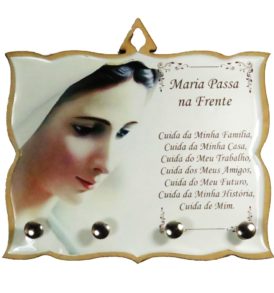 Maria Passa
na Frente
Cuida da Minha Família,
Cuida da Minha Casa,
Cuida do Meu Trabalho,
Cuida dos Meus Amigos,
Cuida do Meu Futuro,
Cuida da Minha História,
Cuida de Mim.